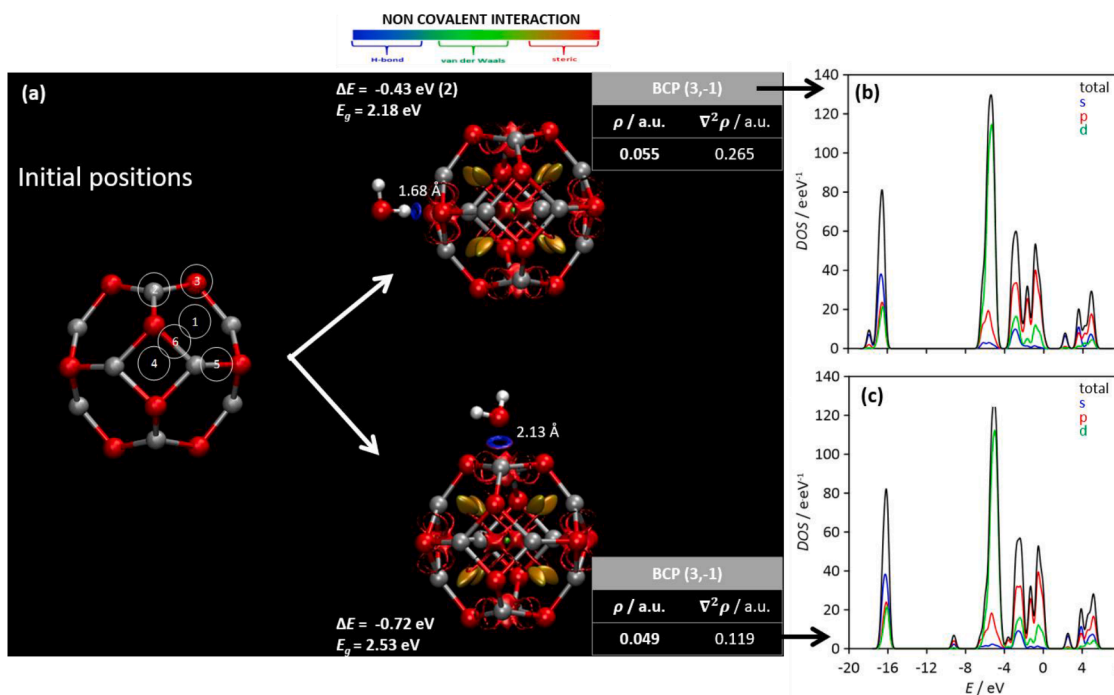 NON COVALENT INTERACTION
H-bond van der Waals steric
(a)
Initial positions
2 3
1
6
4 5
ΔE = -0.43 eV (2)
E_g = 2.18 eV
1.68 Å
BCP (3,-1)
ρ / a.u. ∇²ρ / a.u.
0.055 0.265
2.13 Å
ΔE = -0.72 eV
E_g = 2.53 eV
BCP (3,-1)
ρ / a.u. ∇²ρ / a.u.
0.049 0.119
(b)
total
s
p
d
DOS / e·eV⁻¹
140
120
100
80
60
40
20
0
(c)
total
s
p
d
DOS / e·eV⁻¹
140
120
100
80
60
40
20
0
-20 -16 -12 -8 -4 0 4
E / eV